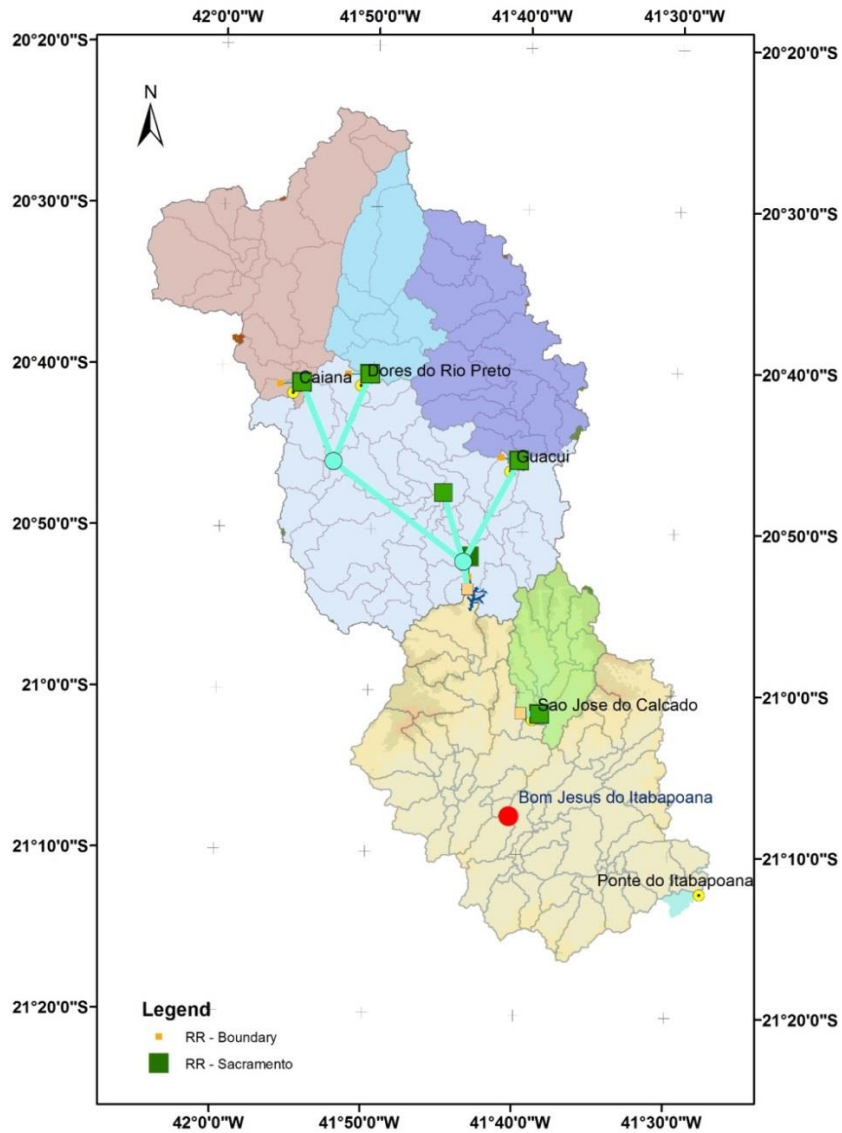 42°0'0"W 41°50'0"W 41°40'0"W 41°30'0"W
20°20'0"S 20°20'0"S
N
20°30'0"S 20°30'0"S
20°40'0"S 20°40'0"S
Caiana Dores do Rio Preto
Guacui
20°50'0"S 20°50'0"S
21°0'0"S 21°0'0"S
Sao Jose do Calcado
Bom Jesus do Itabapoana
21°10'0"S 21°10'0"S
Ponte do Itabapoana
21°20'0"S 21°20'0"S
Legend
RR - Boundary
RR - Sacramento
42°0'0"W 41°50'0"W 41°40'0"W 41°30'0"W